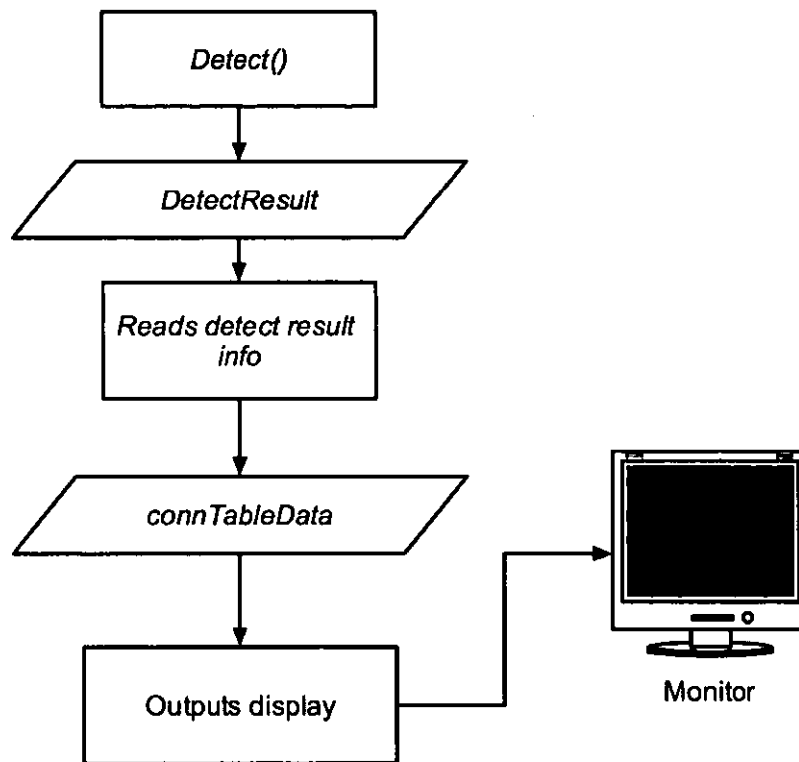 Detect()
DetectResult
Reads detect result
info
connTableData
Outputs display
Monitor